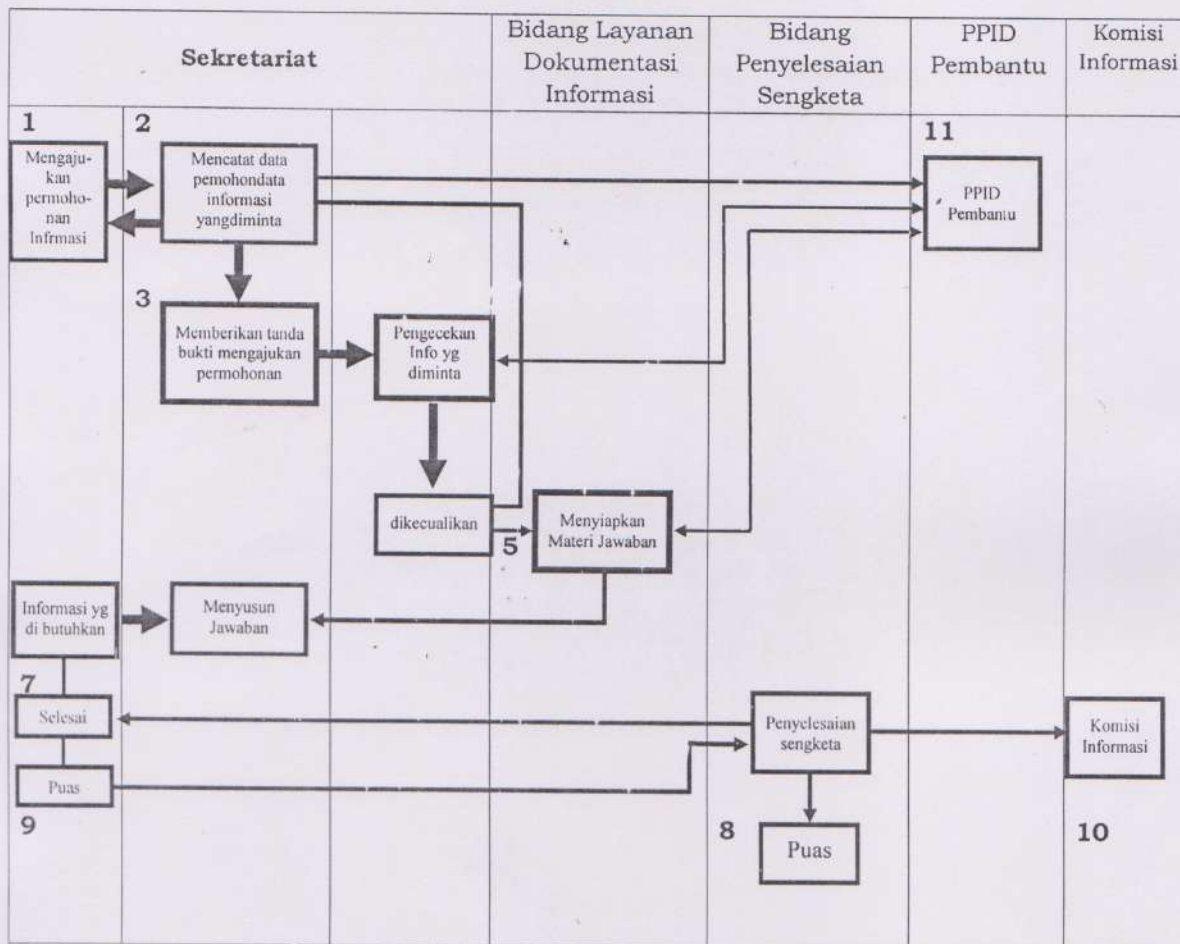 Sekretariat
Bidang Layanan
Dokumentasi
Informasi
Bidang
Penyelesaian
Sengketa
PPID
Pembantu
Komisi
Informasi
1
Mengaju-
kan
permoho-
nan
Infrmasi
2
Mencatat data
pemohondata
informasi
yangdiminta
11
PPID
Pembantu
3
Memberikan tanda
bukti mengajukan
permohonan
Pengecekan
Info yg
diminta
dikecualikan
5
Menyiapkan
Materi Jawaban
Informasi yg
di butuhkan
Menyusun
Jawaban
7
Selesai
Penyelesaian
sengketa
Komisi
Informasi
Puas
9
8
Puas
10